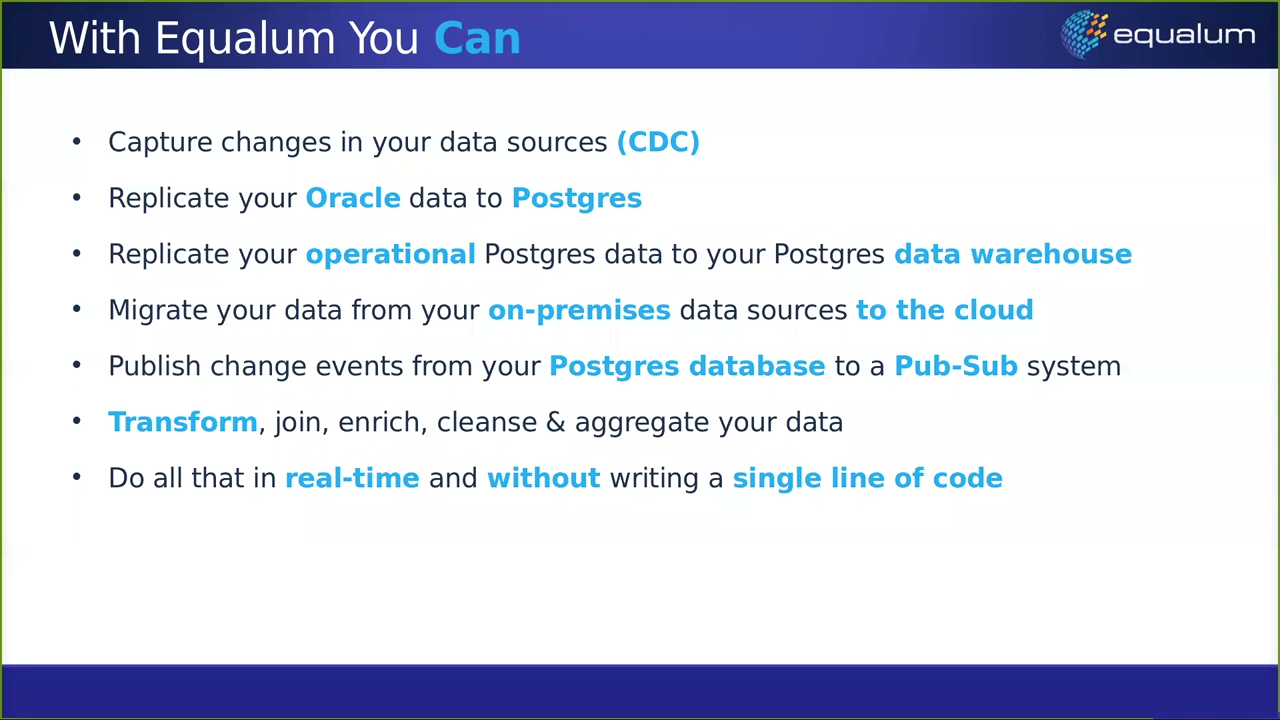 With Equalum You Can
equalum
• Capture changes in your data sources (CDC)
• Replicate your Oracle data to Postgres
• Replicate your operational Postgres data to your Postgres data warehouse
• Migrate your data from your on-premises data sources to the cloud
• Publish change events from your Postgres database to a Pub-Sub system
• Transform, join, enrich, cleanse & aggregate your data
• Do all that in real-time and without writing a single line of code